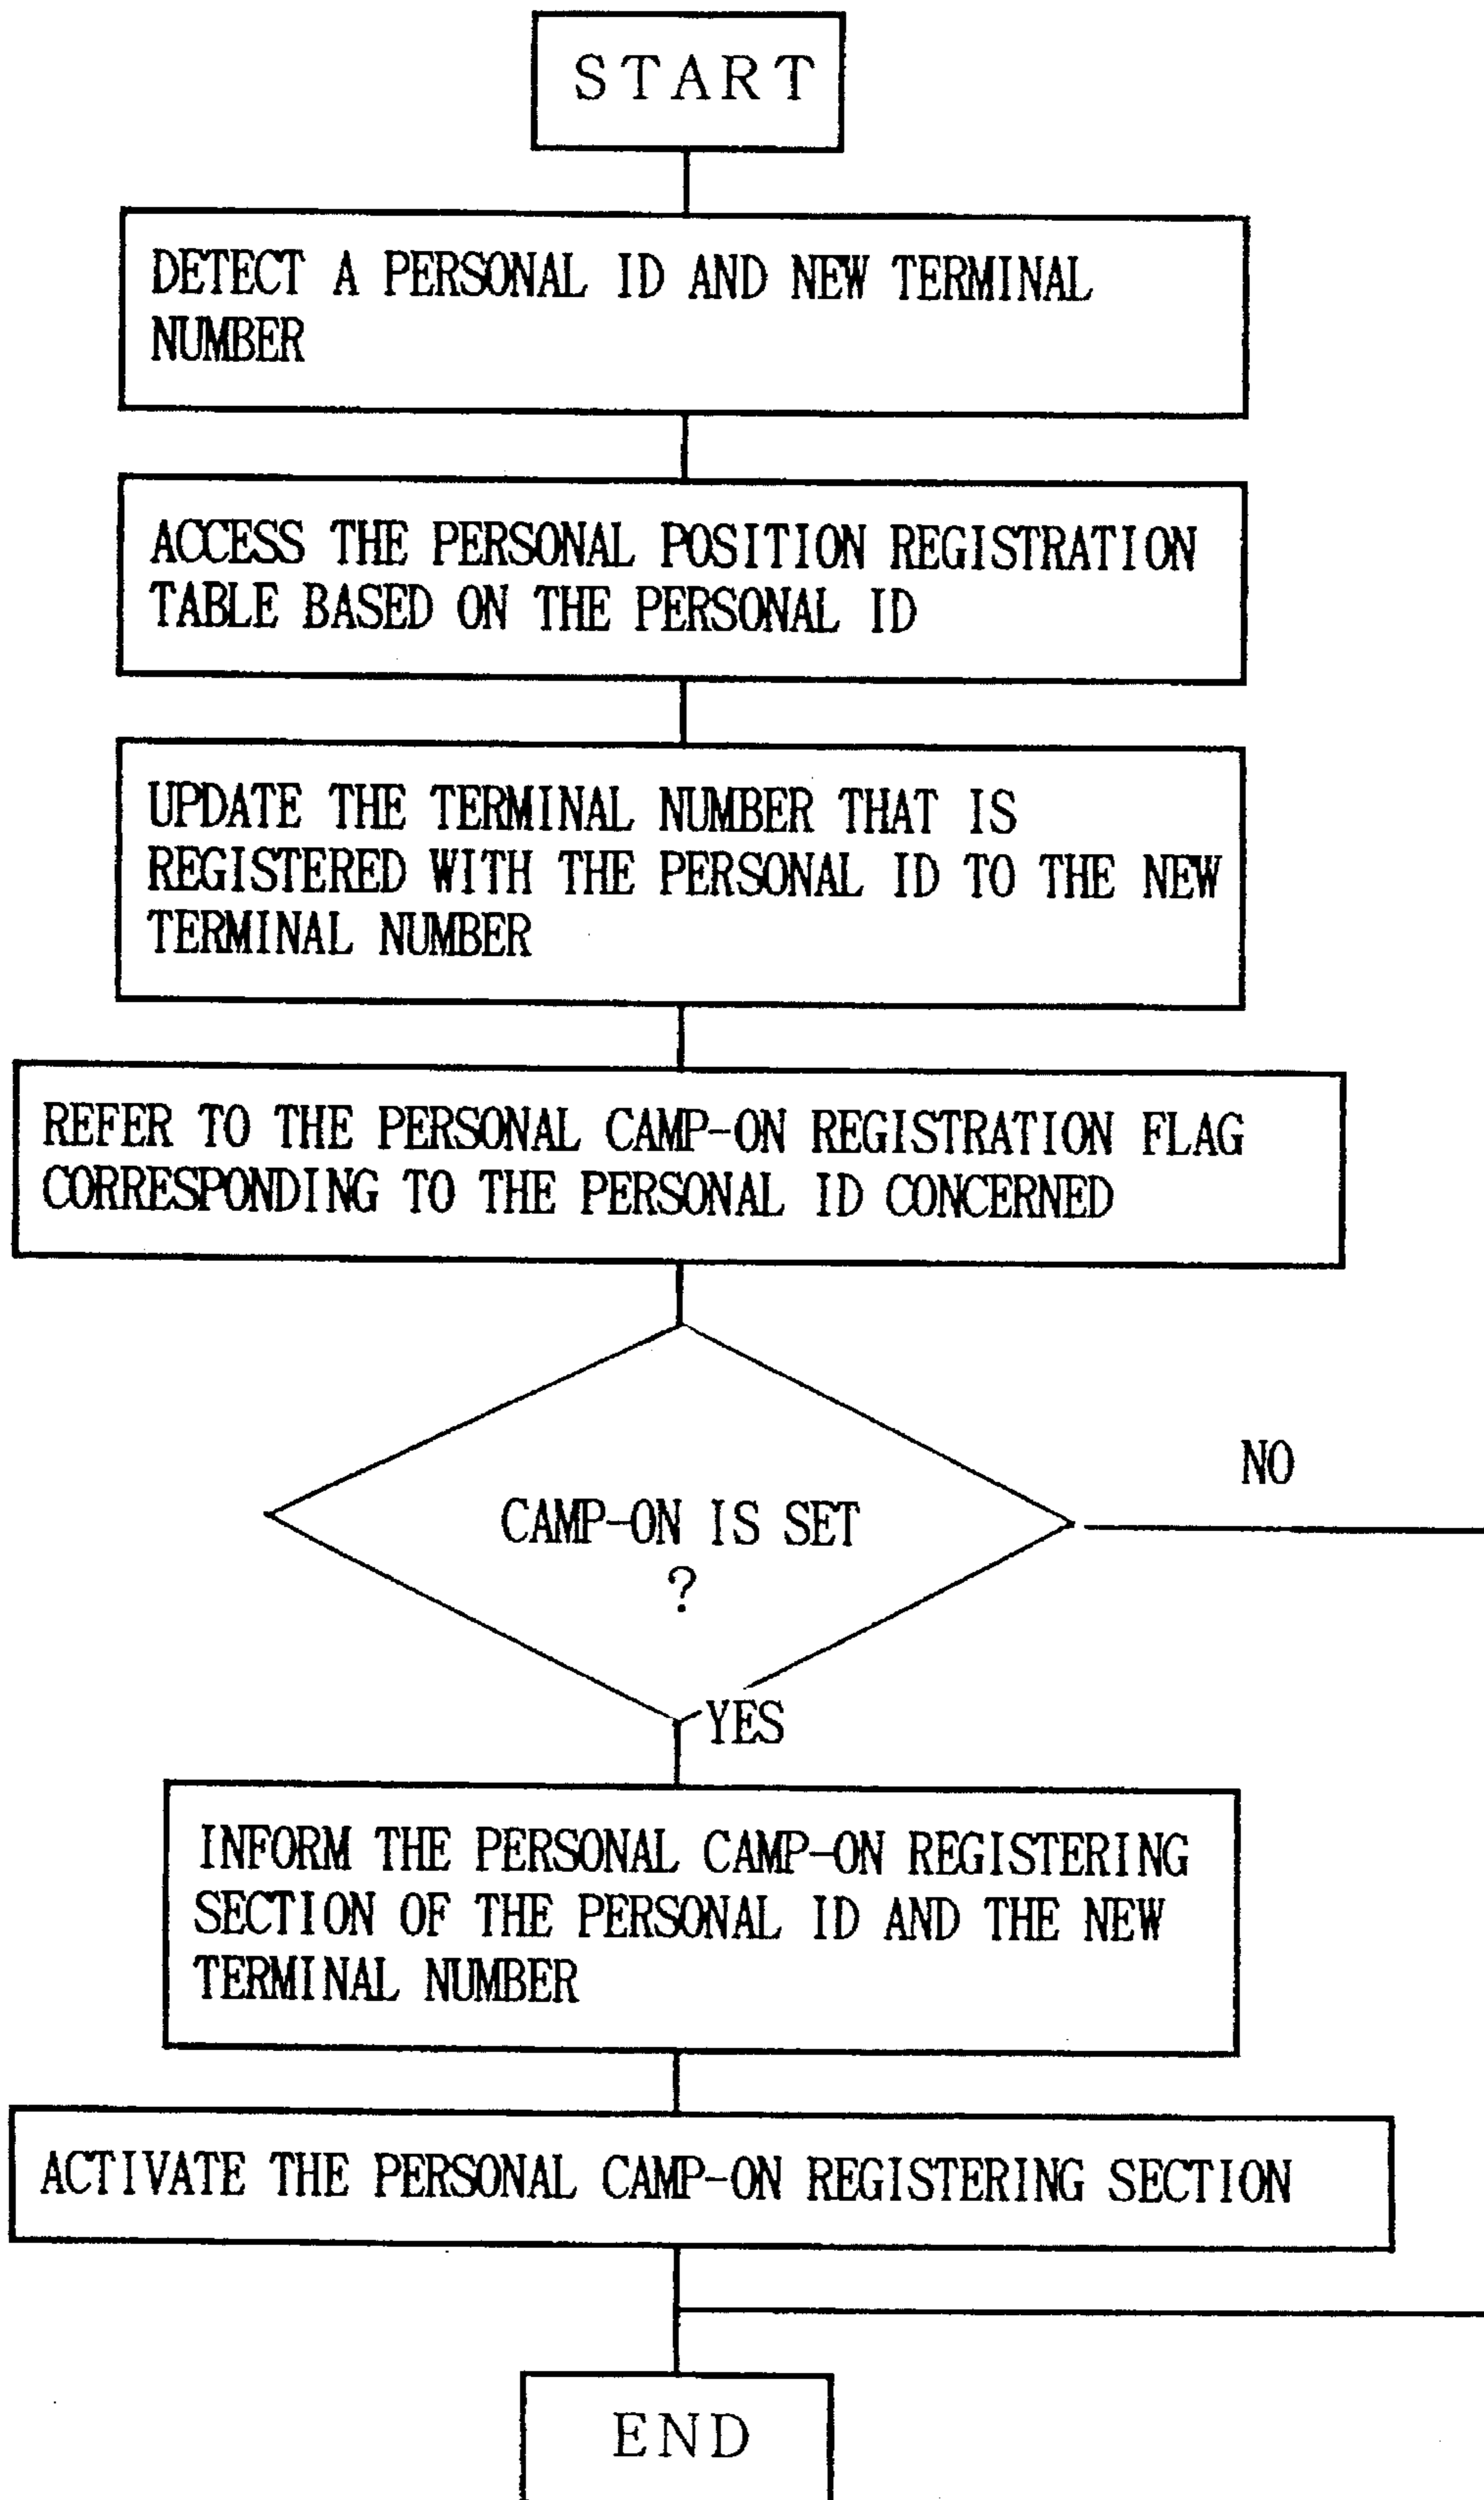 START
DETECT A PERSONAL ID AND NEW TERMINAL
NUMBER
ACCESS THE PERSONAL POSITION REGISTRATION
TABLE BASED ON THE PERSONAL ID
UPDATE THE TERMINAL NUMBER THAT IS
REGISTERED WITH THE PERSONAL ID TO THE NEW
TERMINAL NUMBER
REFER TO THE PERSONAL CAMP-ON REGISTRATION FLAG
CORRESPONDING TO THE PERSONAL ID CONCERNED
NO
CAMP-ON IS SET
?
YES
INFORM THE PERSONAL CAMP-ON REGISTERING
SECTION OF THE PERSONAL ID AND THE NEW
TERMINAL NUMBER
ACTIVATE THE PERSONAL CAMP-ON REGISTERING SECTION
END